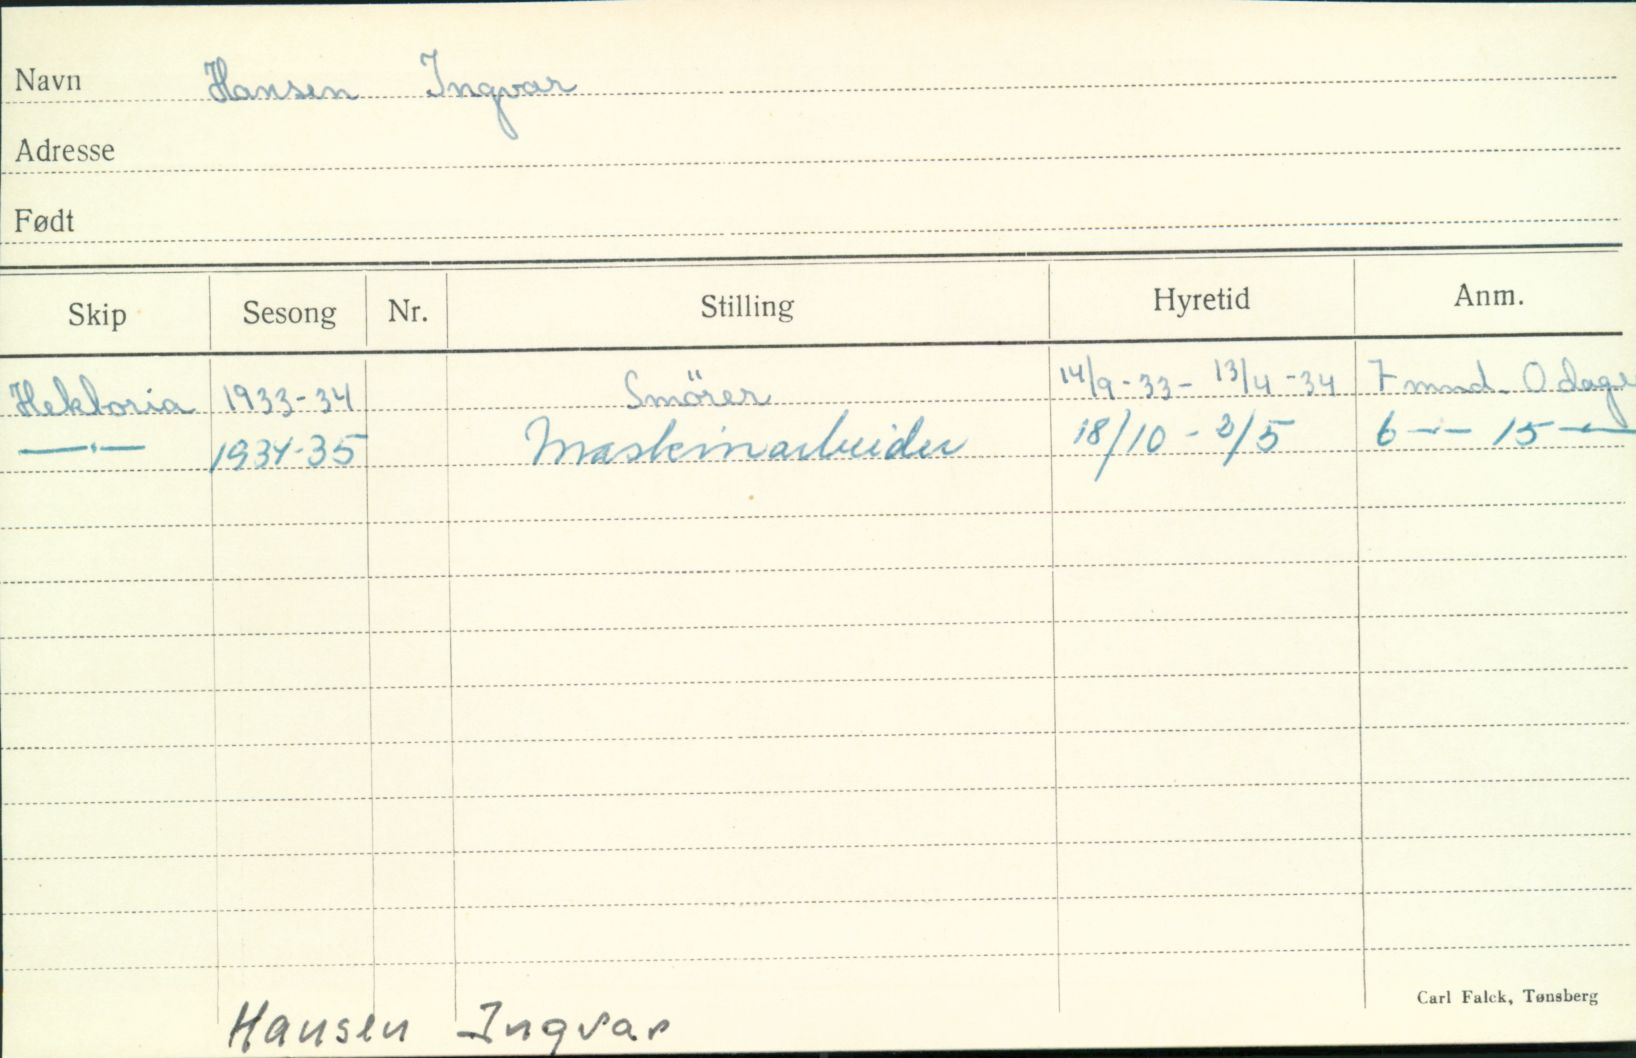 Navn Hansen Ingvar
Adresse
Født
Skip Sesong Nr. Stilling Hyretid Anm.
Hektoria 1933-34 Smörer 14/9-33- 13/4-34 7 mnd. 0 dage
—"— 1934-35 Maskinarbeider 18/10 - 2/5 6 —"— 15 —"—
Carl Falck, Tønsberg
Hansen Ingvar